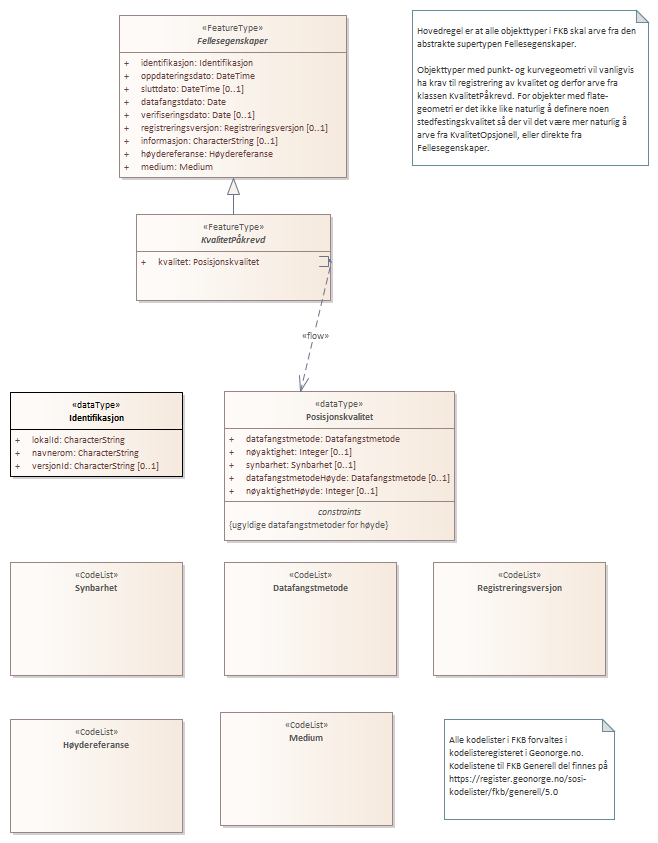 «FeatureType»
Fellesegenskaper
+ identifikasjon: Identifikasjon
+ oppdateringsdato: DateTime
+ sluttdato: DateTime [0..1]
+ datafangstdato: Date
+ verifiseringsdato: Date [0..1]
+ registreringsversjon: Registreringsversjon [0..1]
+ informasjon: CharacterString [0..1]
+ høydereferanse: Høydereferanse
+ medium: Medium
Hovedregel er at alle objekttyper i FKB skal arve fra den
abstrakte supertypen Fellesegenskaper.
Objekttyper med punkt- og kurvegeometri vil vanligvis
ha krav til registrering av kvalitet og derfor arve fra
klassen KvalitetPåkrevd. For objekter med flate-
geometri er det ikke like naturlig å definere noen
stedfestingskvalitet så der vil det være mer naturlig å
arve fra KvalitetOpsjonell, eller direkte fra
Fellesegenskaper.
«FeatureType»
KvalitetPåkrevd
+ kvalitet: Posisjonskvalitet
«flow»
«dataType»
Identifikasjon
+ lokalId: CharacterString
+ navnerom: CharacterString
+ versjonId: CharacterString [0..1]
«dataType»
Posisjonskvalitet
+ datafangstmetode: Datafangstmetode
+ nøyaktighet: Integer [0..1]
+ synbarhet: Synbarhet [0..1]
+ datafangstmetodeHøyde: Datafangstmetode [0..1]
+ nøyaktighetHøyde: Integer [0..1]
constraints
{ugyldige datafangstmetoder for høyde}
«CodeList»
Synbarhet
«CodeList»
Datafangstmetode
«CodeList»
Registreringsversjon
«CodeList»
Høydereferanse
«CodeList»
Medium
Alle kodelister i FKB forvaltes i
kodelisteregisteret i Geonorge.no.
Kodelistene til FKB Generell del finnes på
https://register.geonorge.no/sosi-
kodelister/fkb/generell/5.0